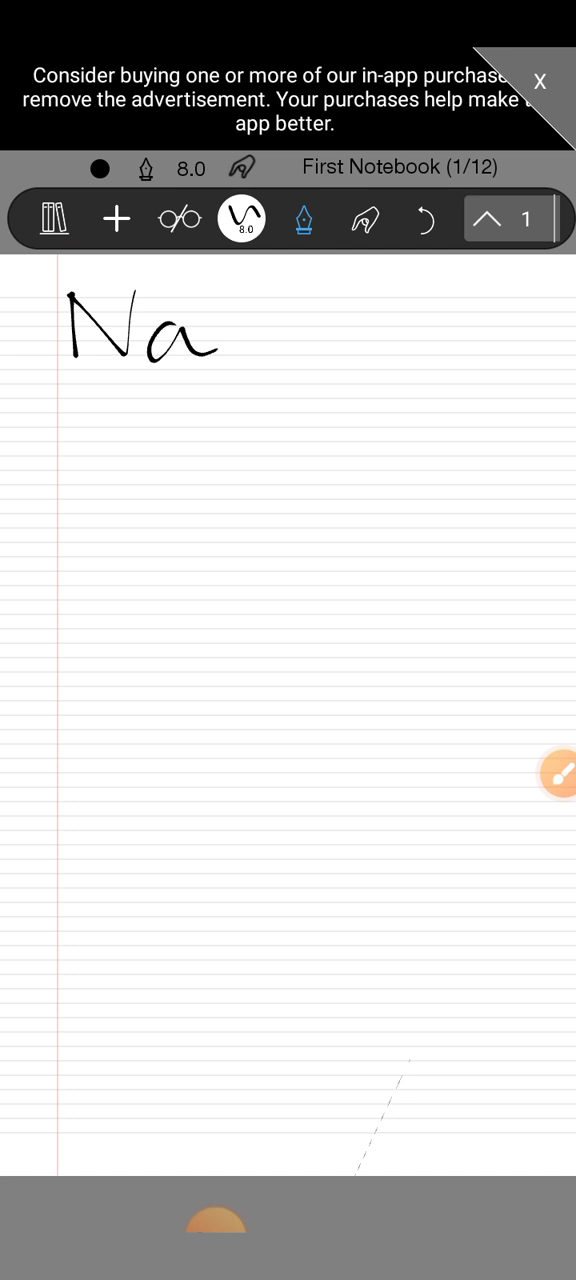 Consider buying one or more of our in-app purchase
remove the advertisement. Your purchases help make
app better.
X
8.0 First Notebook (1/12)
8.0 1
Na